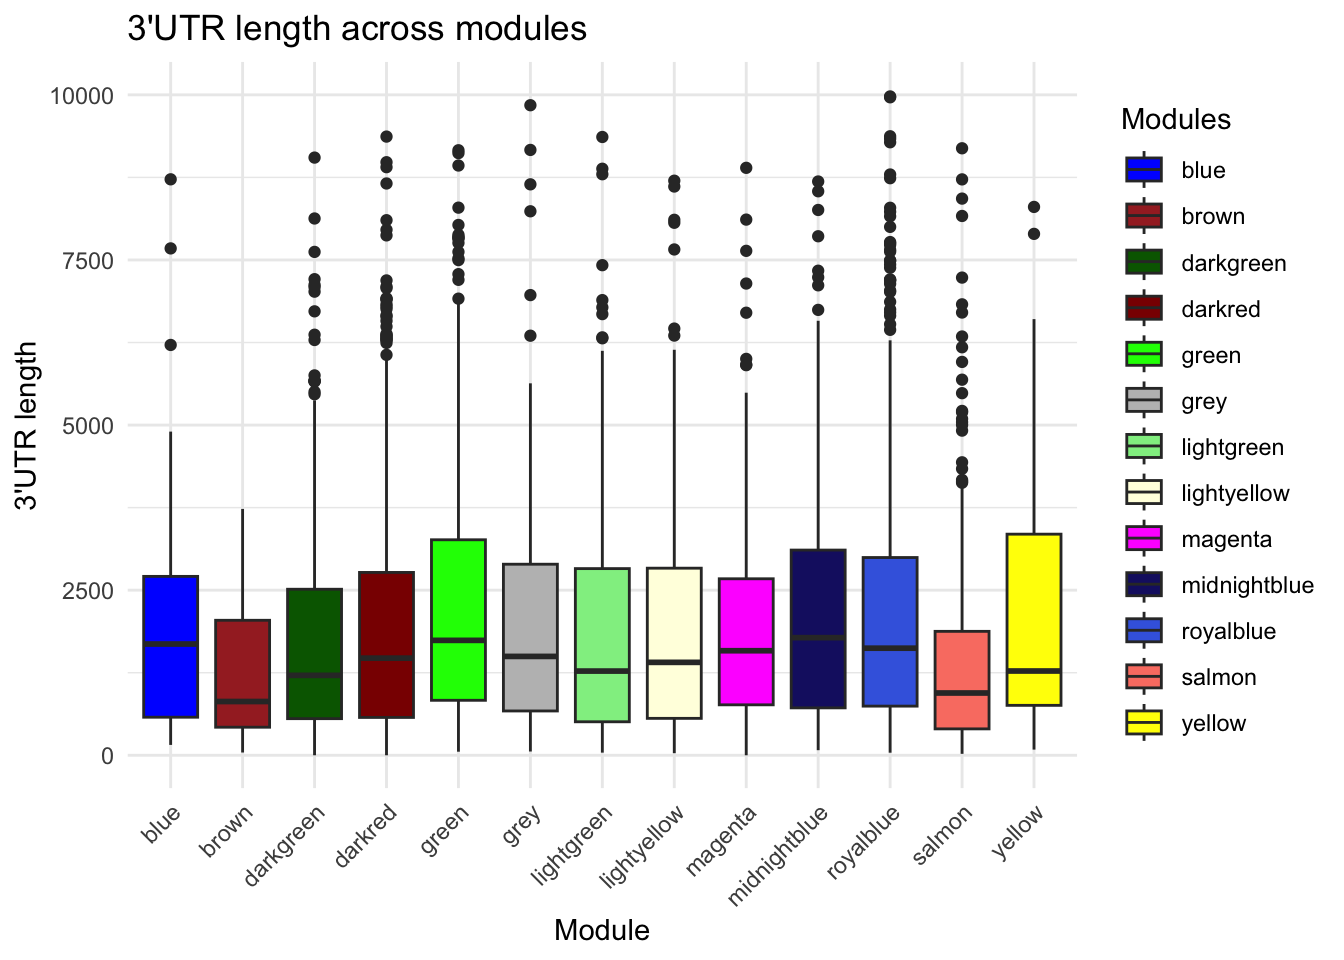 3'UTR length across modules
10000
7500
5000
2500
0
3'UTR length
blue
brown
darkgreen
darkred
green
grey
lightgreen
lightyellow
magenta
midnightblue
royalblue
salmon
yellow
Module
Modules
blue
brown
darkgreen
darkred
green
grey
lightgreen
lightyellow
magenta
midnightblue
royalblue
salmon
yellow